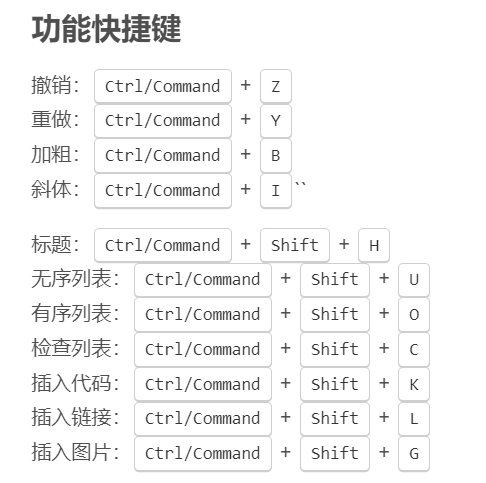 功能快捷键
撤销： Ctrl/Command + Z
重做： Ctrl/Command + Y
加粗： Ctrl/Command + B
斜体： Ctrl/Command + I ``
标题： Ctrl/Command + Shift + H
无序列表： Ctrl/Command + Shift + U
有序列表： Ctrl/Command + Shift + O
检查列表： Ctrl/Command + Shift + C
插入代码： Ctrl/Command + Shift + K
插入链接： Ctrl/Command + Shift + L
插入图片： Ctrl/Command + Shift + G